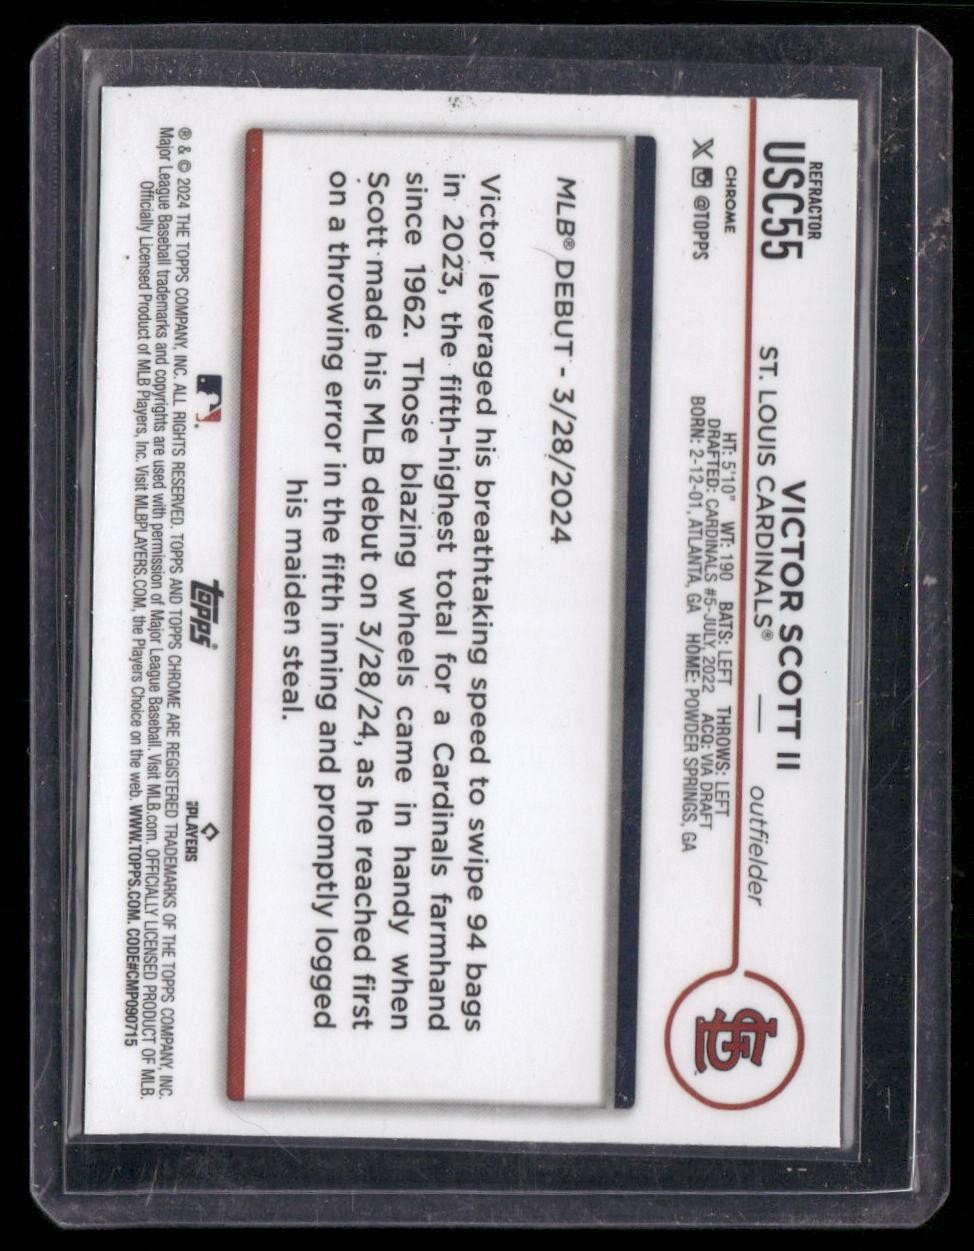 REFRACTOR
USC55
VICTOR SCOTT II
ST. LOUIS CARDINALS®
outfielder
CHROME
X @TOPPS
HT: 5'10" WT: 190 BATS: LEFT THROWS: LEFT
DRAFTED: CARDINALS #5-JULY, 2022 ACQ: VIA DRAFT
BORN: 2-12-01, ATLANTA, GA HOME: POWDER SPRINGS, GA
STL
MLB® DEBUT - 3/28/2024
Victor leveraged his breathtaking speed to swipe 94 bags
in 2023, the fifth-highest total for a Cardinals farmhand
since 1962. Those blazing wheels came in handy when
Scott made his MLB debut on 3/28/24, as he reached first
on a throwing error in the fifth inning and promptly logged
his maiden steal.
topps®
PLAYERS
® & © 2024 THE TOPPS COMPANY, INC. ALL RIGHTS RESERVED. TOPPS AND TOPPS CHROME ARE REGISTERED TRADEMARKS OF THE TOPPS COMPANY, INC.
Major League Baseball trademarks and copyrights are used with permission of Major League Baseball. Visit MLB.com. OFFICIALLY LICENSED PRODUCT OF MLB.
Officially Licensed Product of MLB Players, Inc. Visit MLBPLAYERS.COM, the Players Choice on the web. WWW.TOPPS.COM. CODE#CMP090715